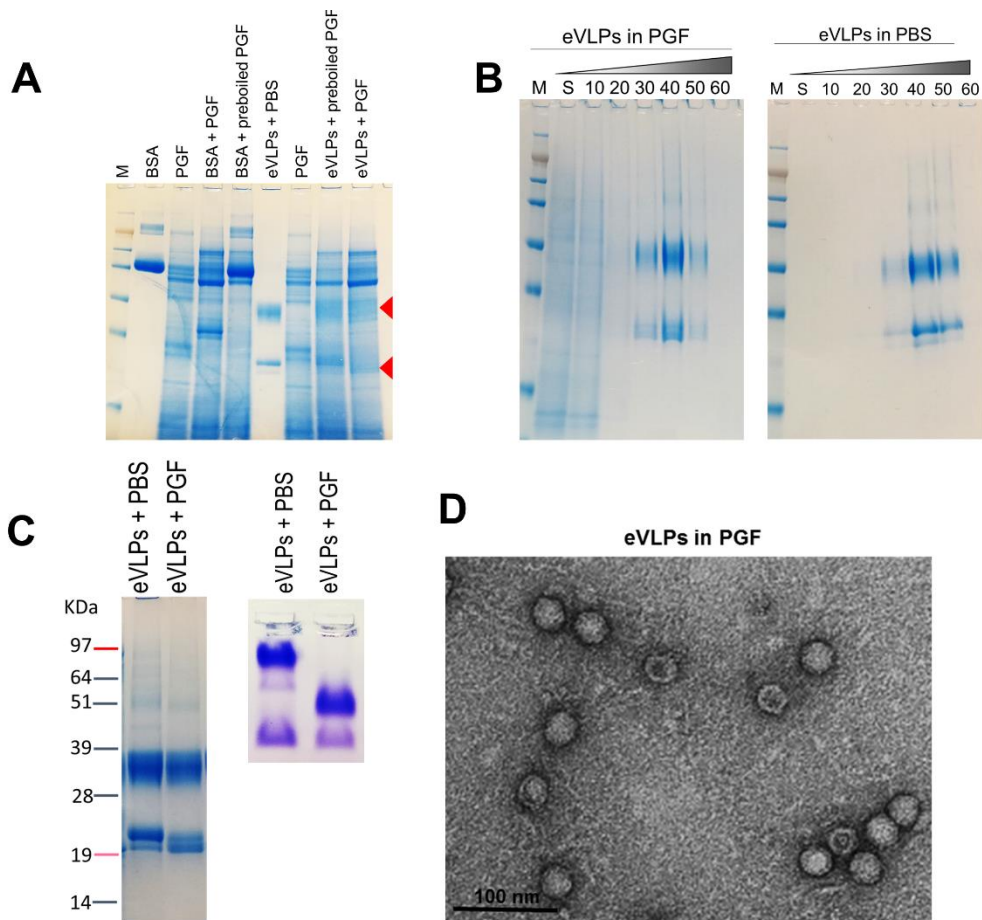 A
M
BSA
PGF
BSA + PGF
BSA + preboiled PGF
eVLPs + PBS
PGF
eVLPs + preboiled PGF
eVLPs + PGF
B
eVLPs in PGF
M S 10 20 30 40 50 60
eVLPs in PBS
M S 10 20 30 40 50 60
C
eVLPs + PBS
eVLPs + PGF
KDa
97
64
51
39
28
19
14
eVLPs + PBS
eVLPs + PGF
D
eVLPs in PGF
100 nm